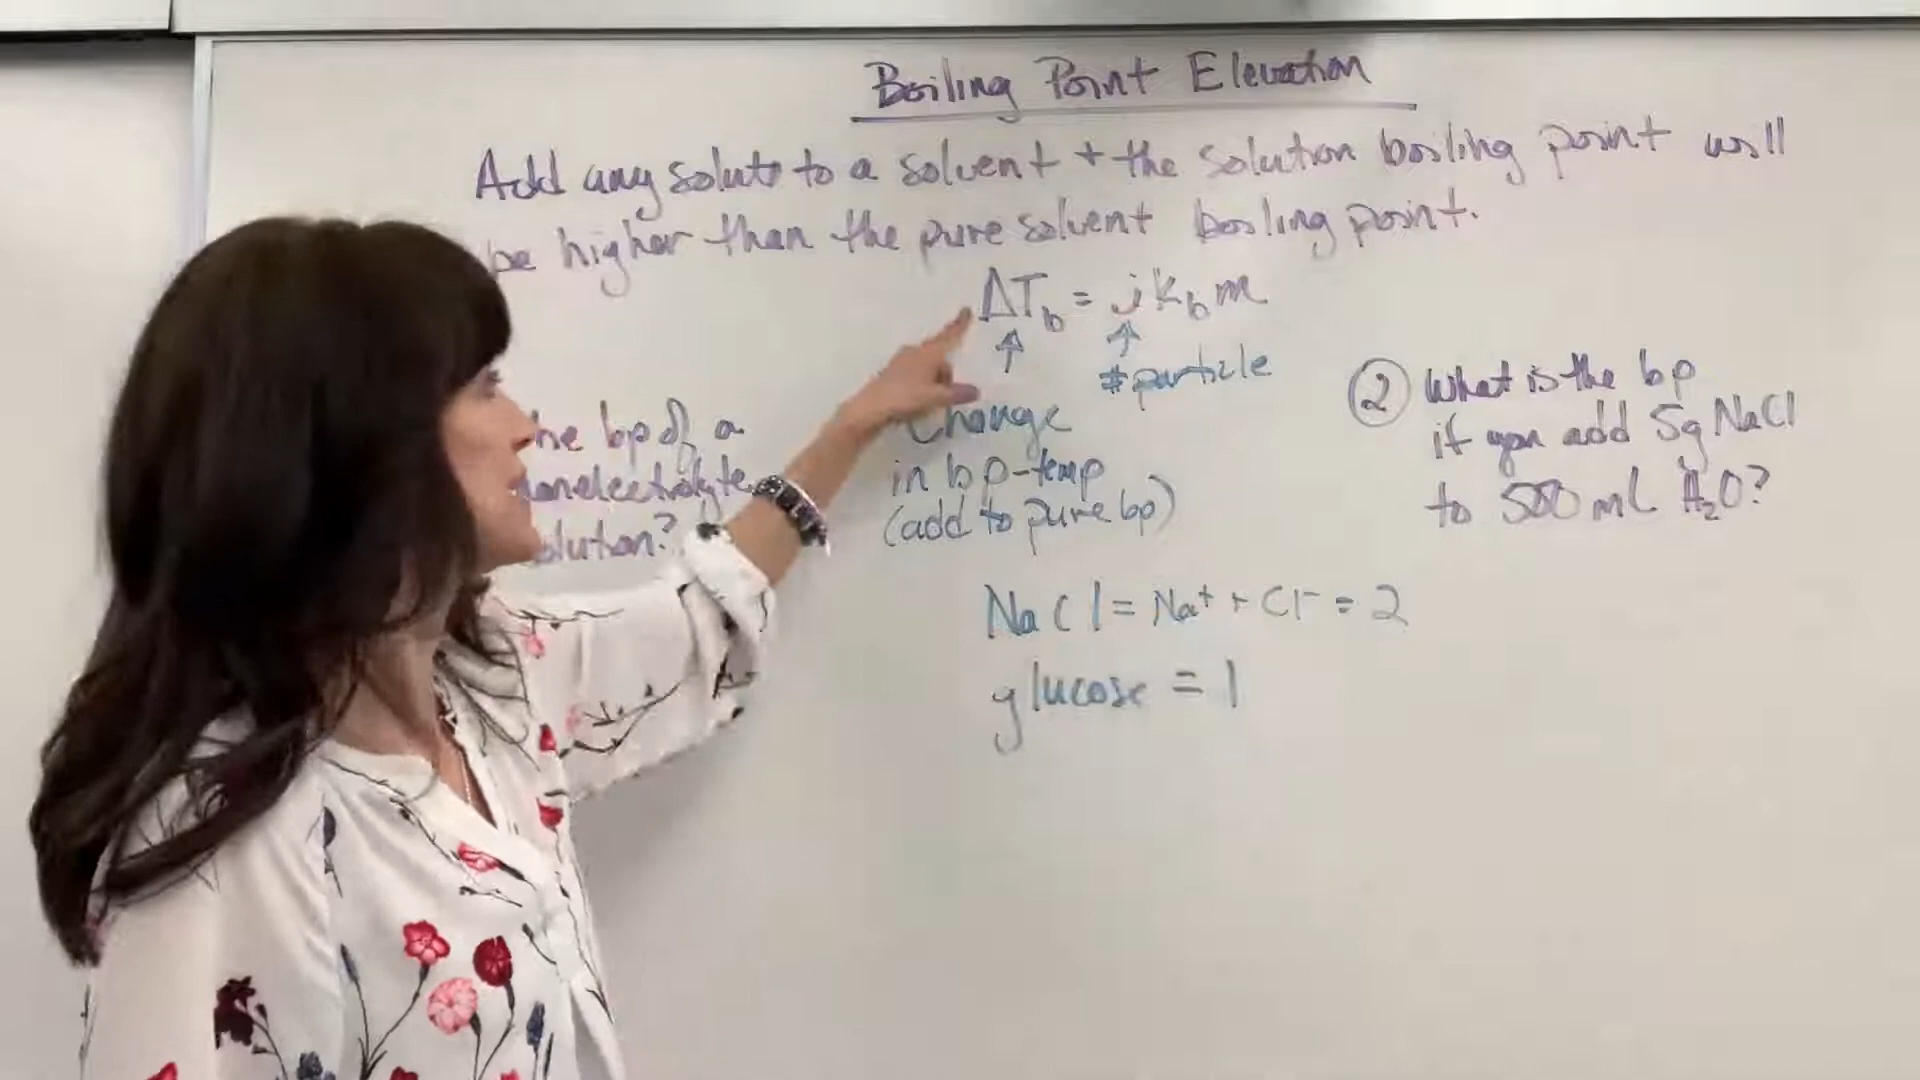 Boiling Point Elevation
Add any solute to a solvent + the solution boiling point will
be higher than the pure solvent boiling point.
ΔTb = i kb m
↑ ↑
# particle
Change
in bp-temp
(add to pure bp)
bp of a
nonelectrolyte
solution?
② What is the bp
if you add 5g NaCl
to 500 ml H2O?
NaCl = Na+ + Cl- = 2
glucose = 1